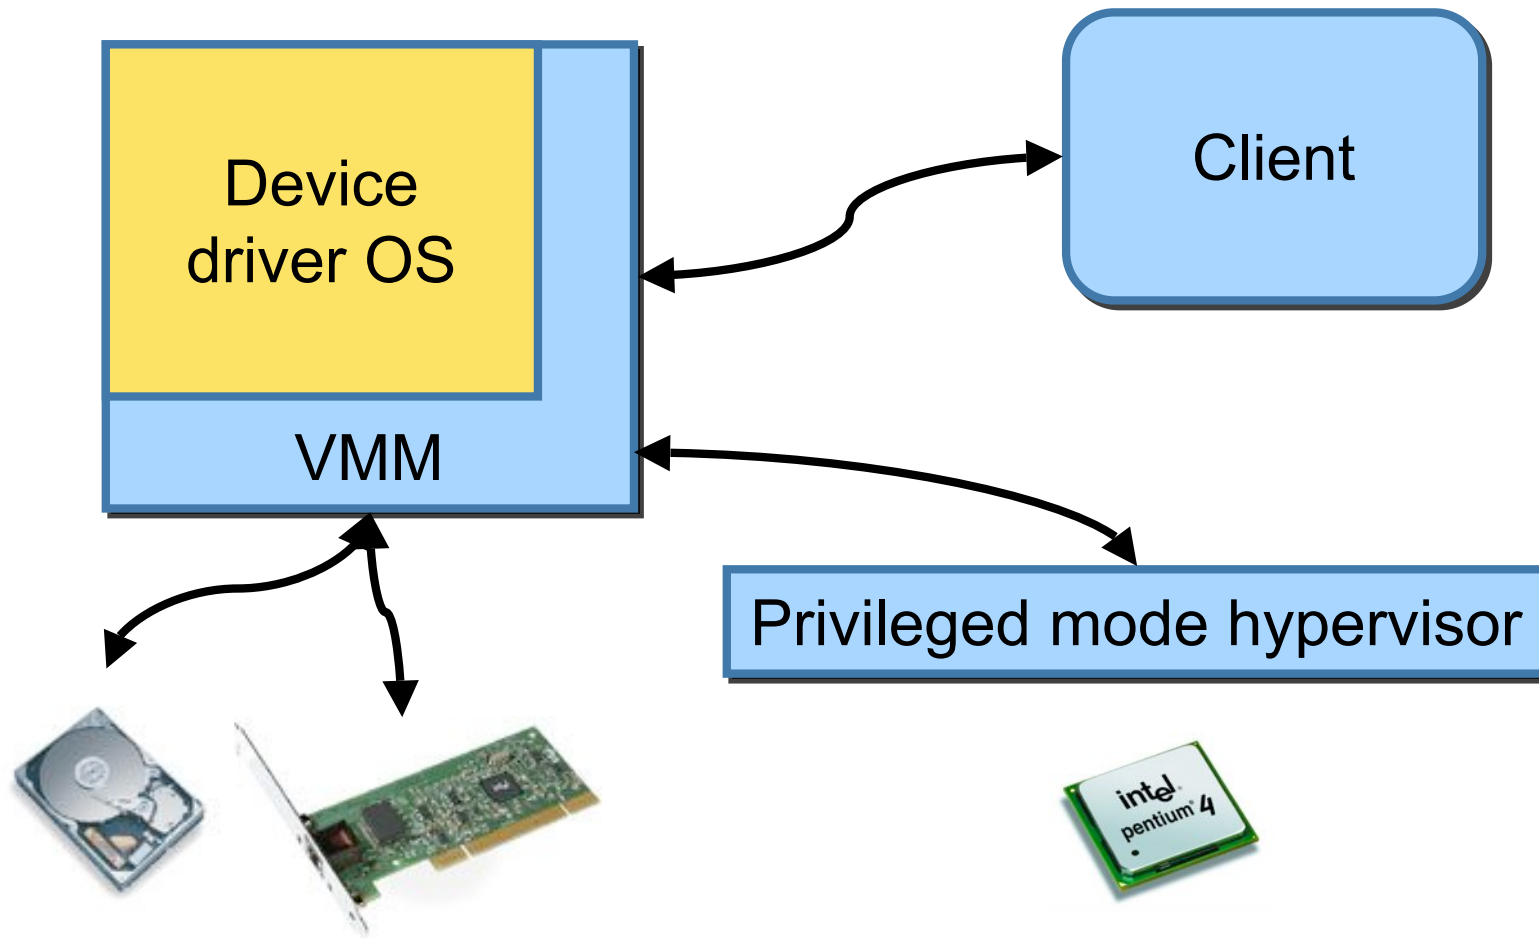 Device
driver OS
VMM
Client
Privileged mode hypervisor
intel
pentium 4